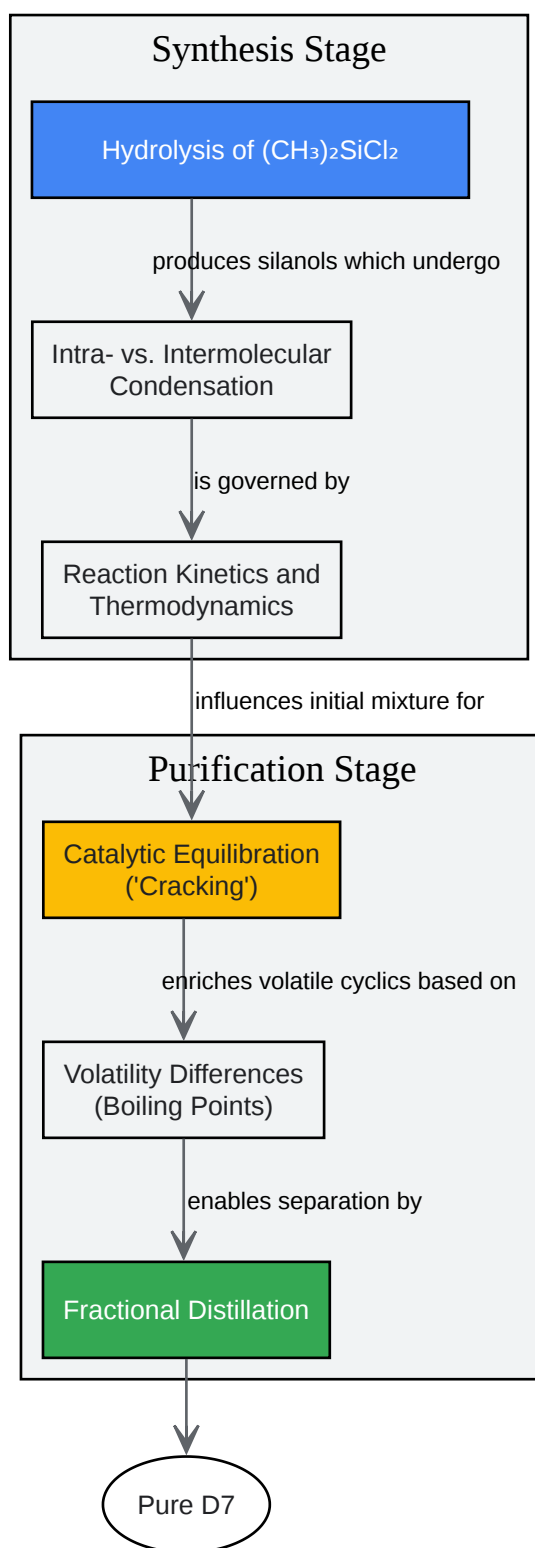 Synthesis Stage
Hydrolysis of (CH₃)₂SiCl₂
produces silanols which undergo
Intra- vs. Intermolecular
Condensation
is governed by
Reaction Kinetics and
Thermodynamics
influences initial mixture for
Purification Stage
Catalytic Equilibration
('Cracking')
enriches volatile cyclics based on
Volatility Differences
(Boiling Points)
enables separation by
Fractional Distillation
Pure D7